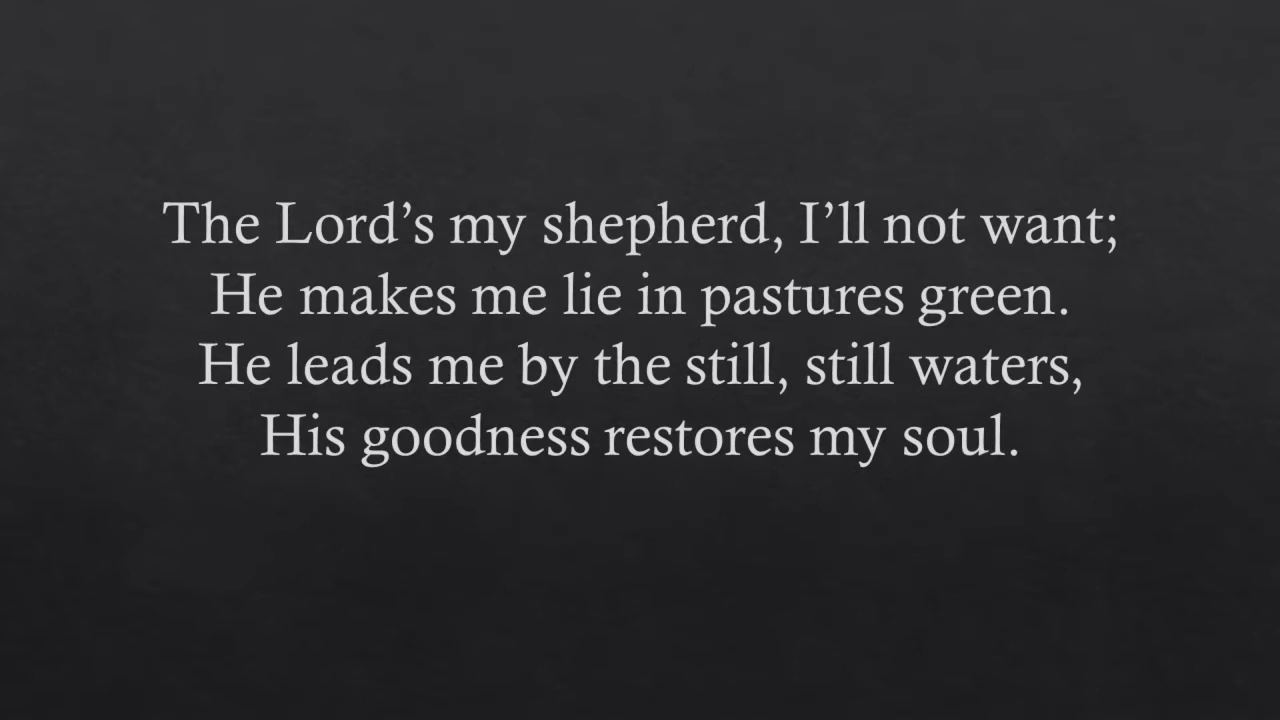 The Lord’s my shepherd, I’ll not want;
He makes me lie in pastures green.
He leads me by the still, still waters,
His goodness restores my soul.